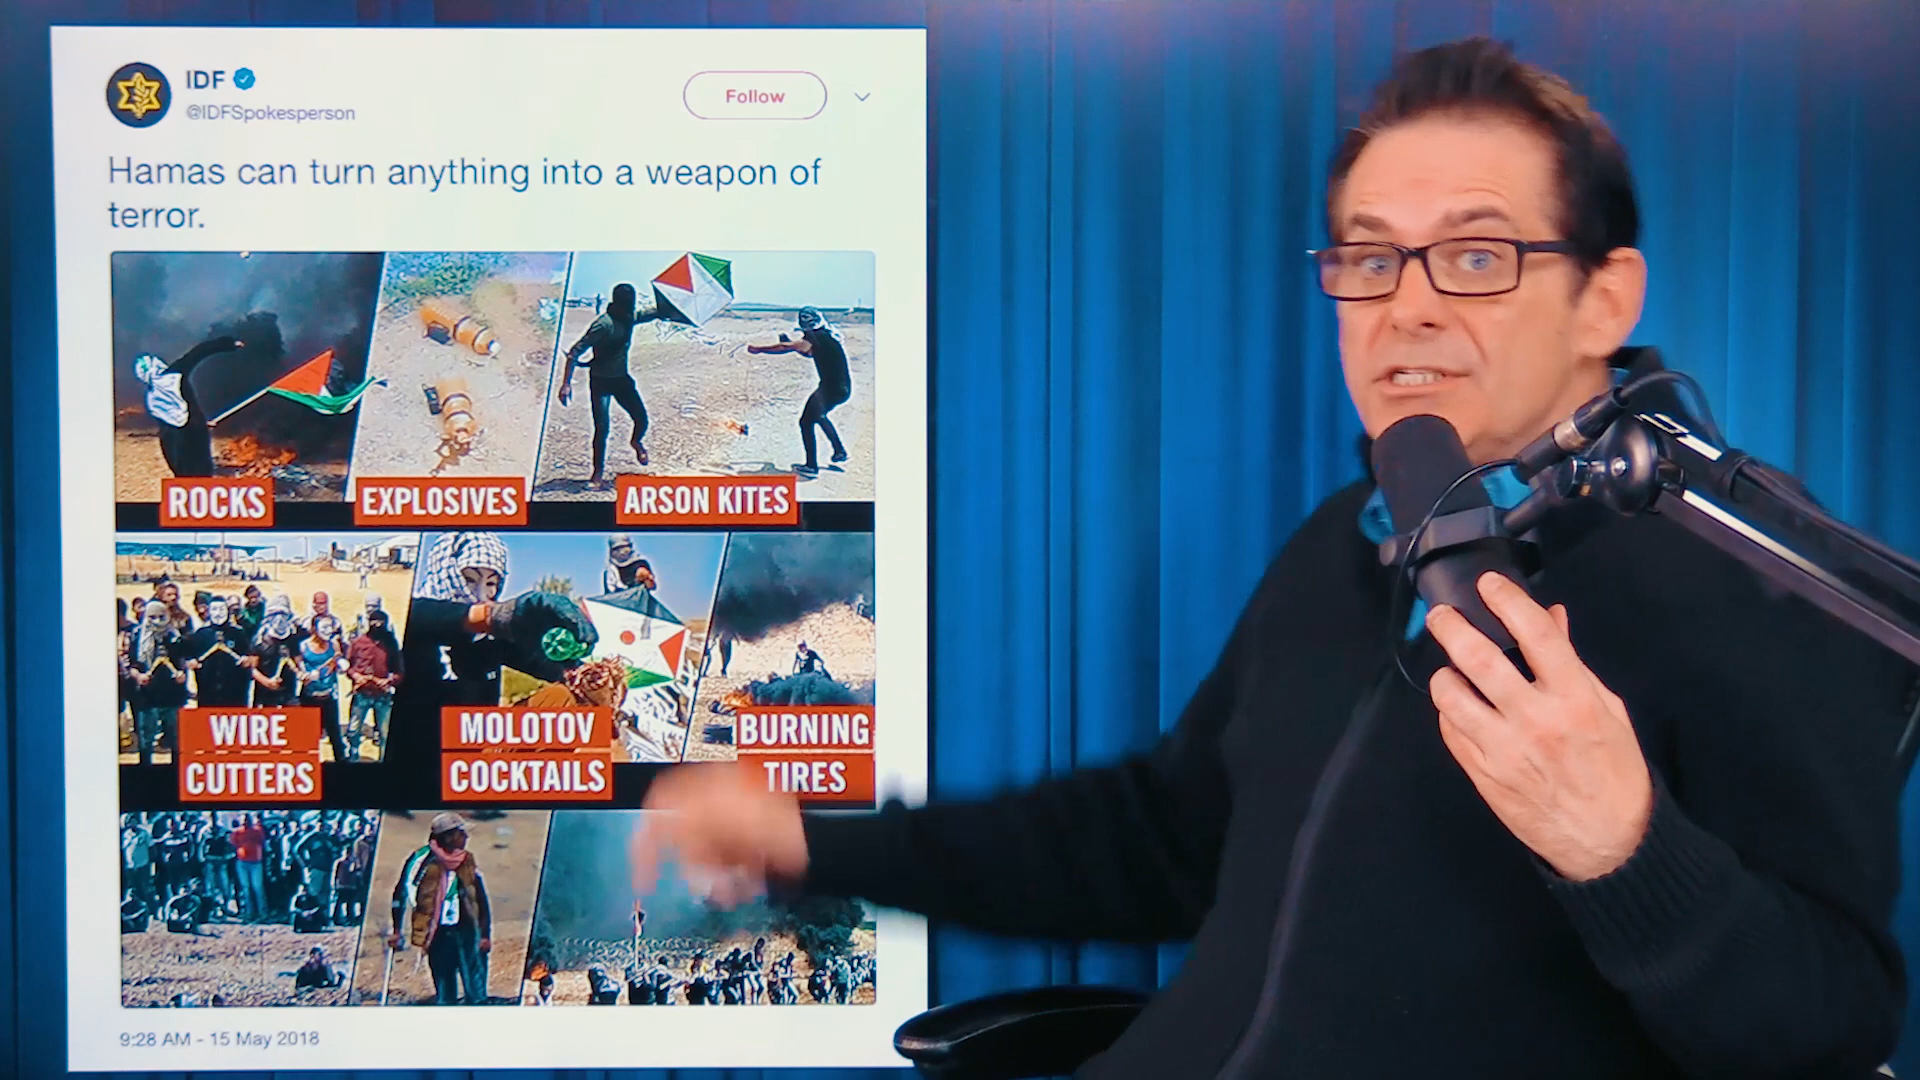 IDF
@IDFSpokesperson
Follow
Hamas can turn anything into a weapon of
terror.
ROCKS
EXPLOSIVES
ARSON KITES
WIRE
CUTTERS
MOLOTOV
COCKTAILS
BURNING
TIRES
9:28 AM - 15 May 2018